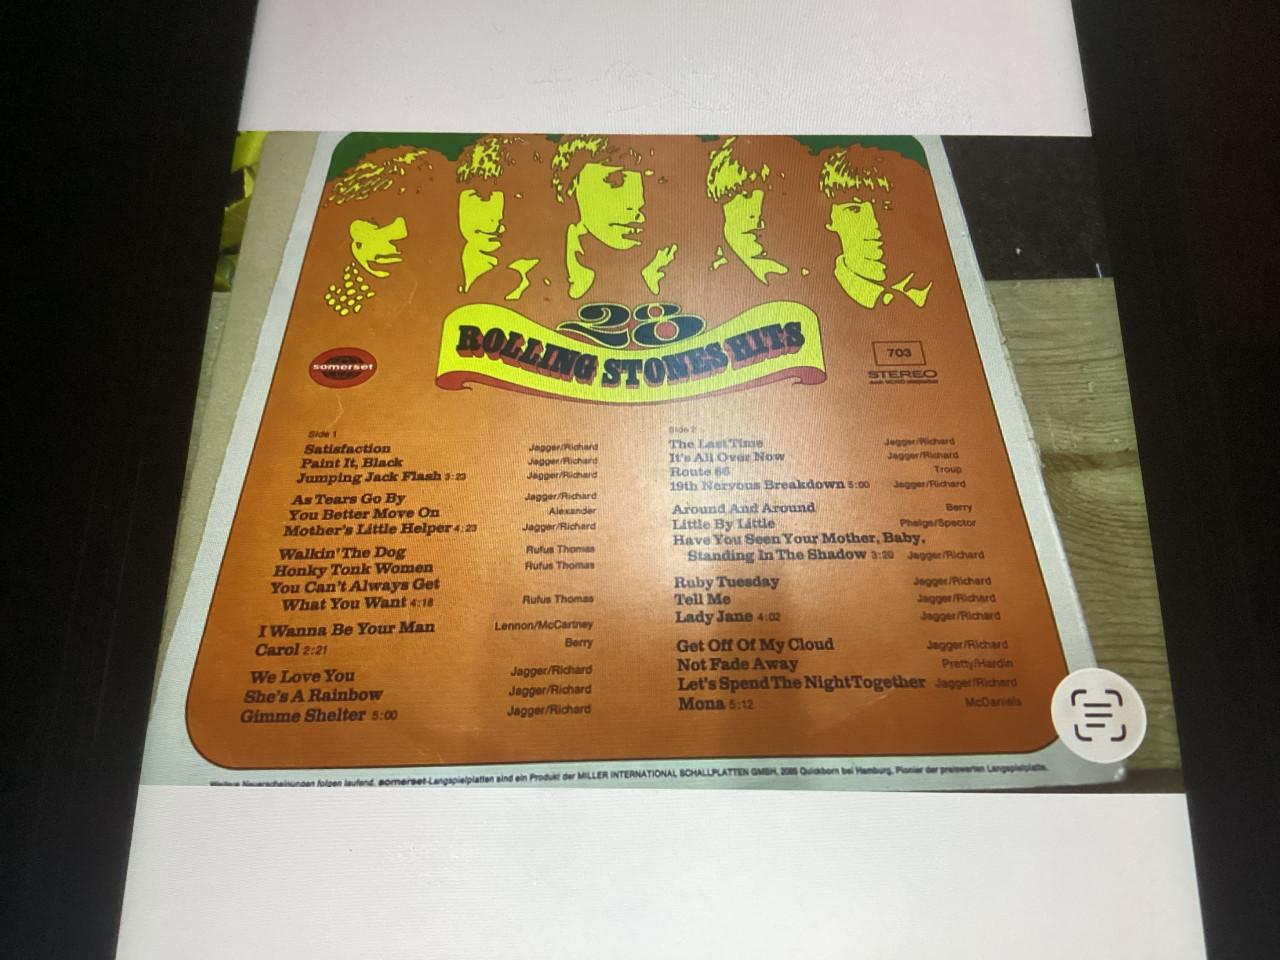 28
ROLLING STONES HITS
somerset
703
STEREO
Side 1
Satisfaction Jagger/Richard
Paint It, Black Jagger/Richard
Jumping Jack Flash 3:23 Jagger/Richard
As Tears Go By Jagger/Richard
You Better Move On Alexander
Mother's Little Helper 4:23 Jagger/Richard
Walkin' The Dog Rufus Thomas
Honky Tonk Women Rufus Thomas
You Can't Always Get
What You Want 4:18 Rufus Thomas
I Wanna Be Your Man Lennon/McCartney
Carol 2:21 Berry
We Love You Jagger/Richard
She's A Rainbow Jagger/Richard
Gimme Shelter 5:00 Jagger/Richard
Side 2
The Last Time Jagger/Richard
It's All Over Now Jagger/Richard
Route 66 Troup
19th Nervous Breakdown 5:00 Jagger/Richard
Around And Around Berry
Little By Little Phelge/Spector
Have You Seen Your Mother, Baby,
Standing In The Shadow 3:20 Jagger/Richard
Ruby Tuesday Jagger/Richard
Tell Me Jagger/Richard
Lady Jane 4:02 Jagger/Richard
Get Off Of My Cloud Jagger/Richard
Not Fade Away Pretty/Hardin
Let's Spend The Night Together Jagger/Richard
Mona 5:12 McDaniels
Neuerscheinungen folgen laufend. somerset-Langspielplatten sind ein Produkt der MILLER INTERNATIONAL SCHALLPLATTEN GMBH, 2085 Quickborn bei Hamburg. Pionier der preiswerten Langspielplatte.